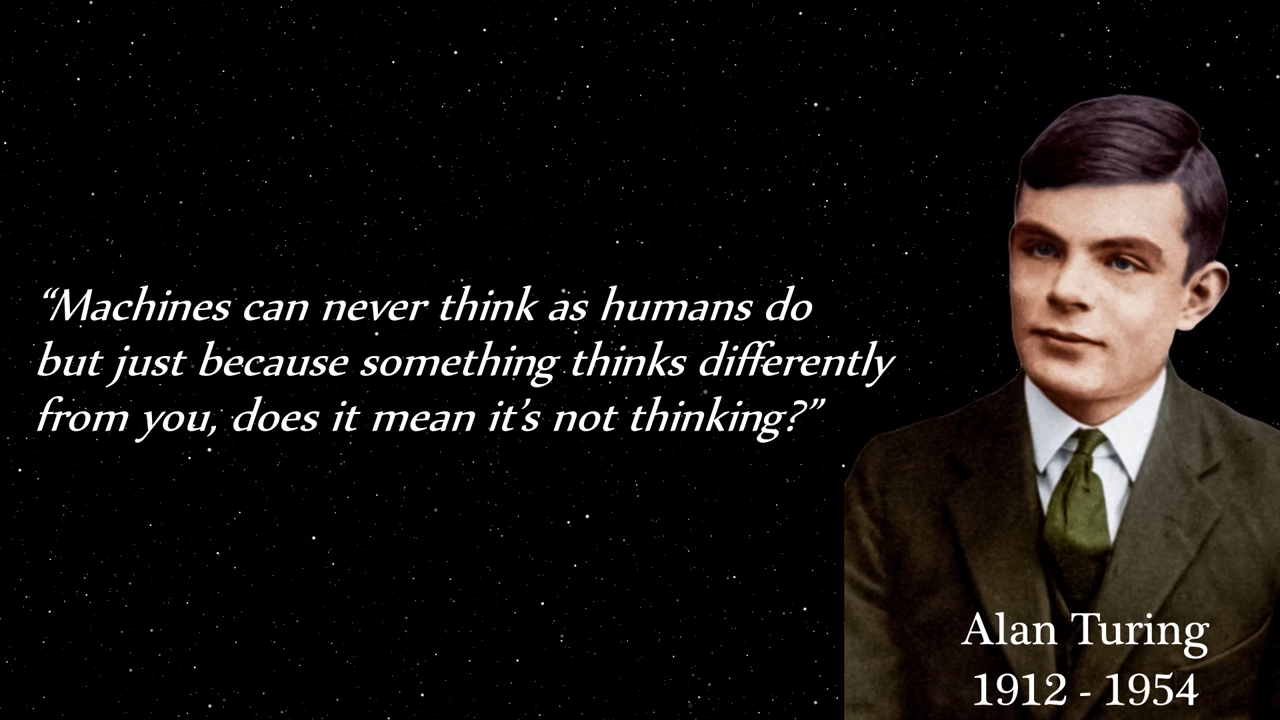 “Machines can never think as humans do
but just because something thinks differently
from you, does it mean it’s not thinking?”
Alan Turing
1912 - 1954